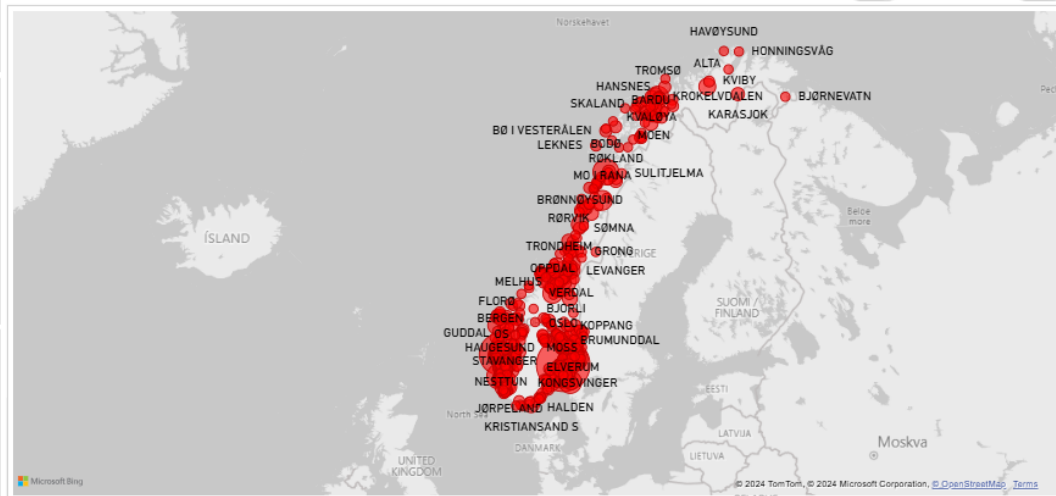 Norskehavet
HAVØYSUND
HONNINGSVÅG
ALTA
TROMSØ
KVIBY
HANSNES
KROKELVDALEN
BJØRNEVATN
BARDU
SKALAND
KARASJOK
KVALØYA
BØ I VESTERÅLEN
MOEN
LEKNES
BODØ
RØKLAND
MO I RANA
SULITJELMA
BRØNNØYSUND
Beloe
more
RØRVIK
SØMNA
ÍSLAND
TRONDHEIM
GRONG
SVERIGE
OPPDAL
LEVANGER
MELHUS
VERDAL
FLORØ
BJORLI
SUOMI /
FINLAND
BERGEN
OSLO
KOPPANG
GUDDAL
OS
BRUMUNDDAL
HAUGESUND
MOSS
STAVANGER
ELVERUM
NESTTUN
KONGSVINGER
EESTI
JØRPELAND
HALDEN
North Sea
KRISTIANSAND S
LATVIJA
Moskva
DANMARK
LIETUVA
UNITED
KINGDOM
Microsoft Bing
© 2024 TomTom, © 2024 Microsoft Corporation, © OpenStreetMap Terms